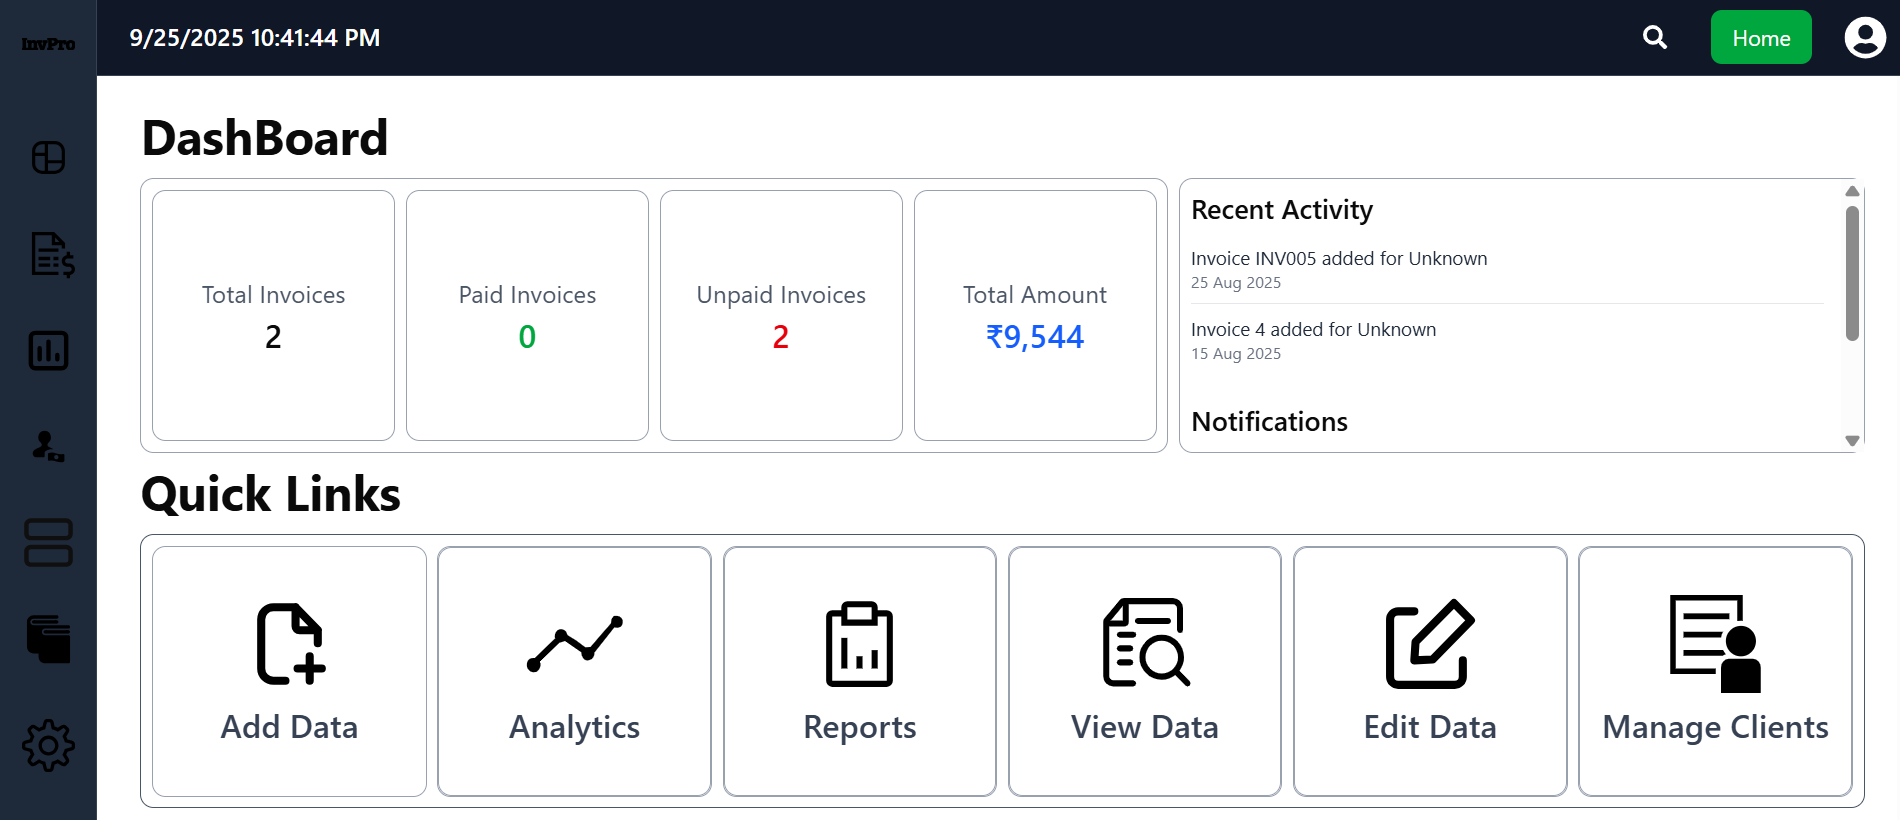 InvPro
9/25/2025 10:41:44 PM
Home
DashBoard
Total Invoices
2
Paid Invoices
0
Unpaid Invoices
2
Total Amount
₹9,544
Recent Activity
Invoice INV005 added for Unknown
25 Aug 2025
Invoice 4 added for Unknown
15 Aug 2025
Notifications
Quick Links
Add Data
Analytics
Reports
View Data
Edit Data
Manage Clients